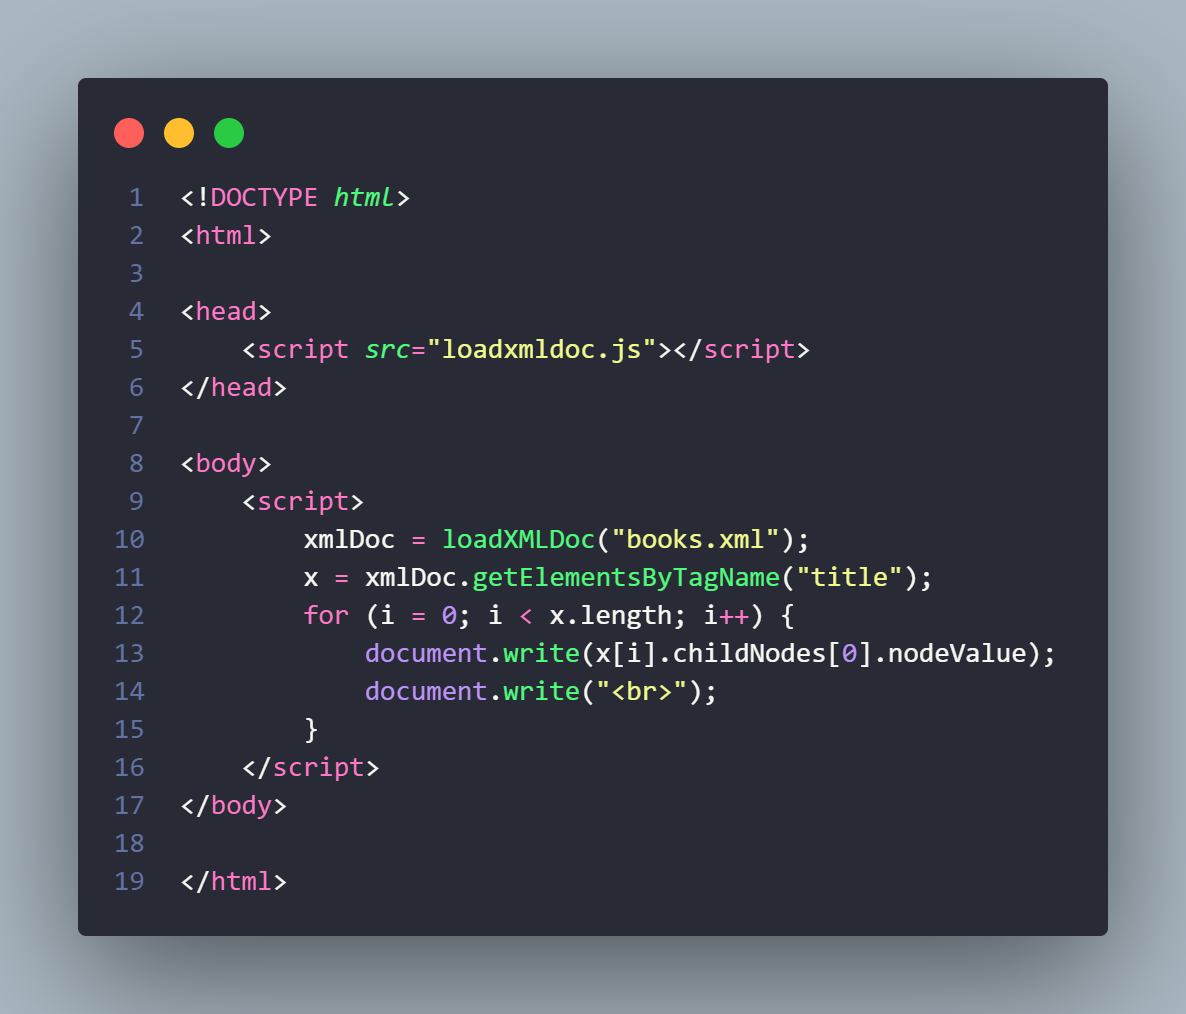 1 <!DOCTYPE html>
2 <html>
3
4 <head>
5     <script src="loadxmldoc.js"></script>
6 </head>
7
8 <body>
9     <script>
10         xmlDoc = loadXMLDoc("books.xml");
11         x = xmlDoc.getElementsByTagName("title");
12         for (i = 0; i < x.length; i++) {
13             document.write(x[i].childNodes[0].nodeValue);
14             document.write("<br>");
15         }
16     </script>
17 </body>
18
19 </html>